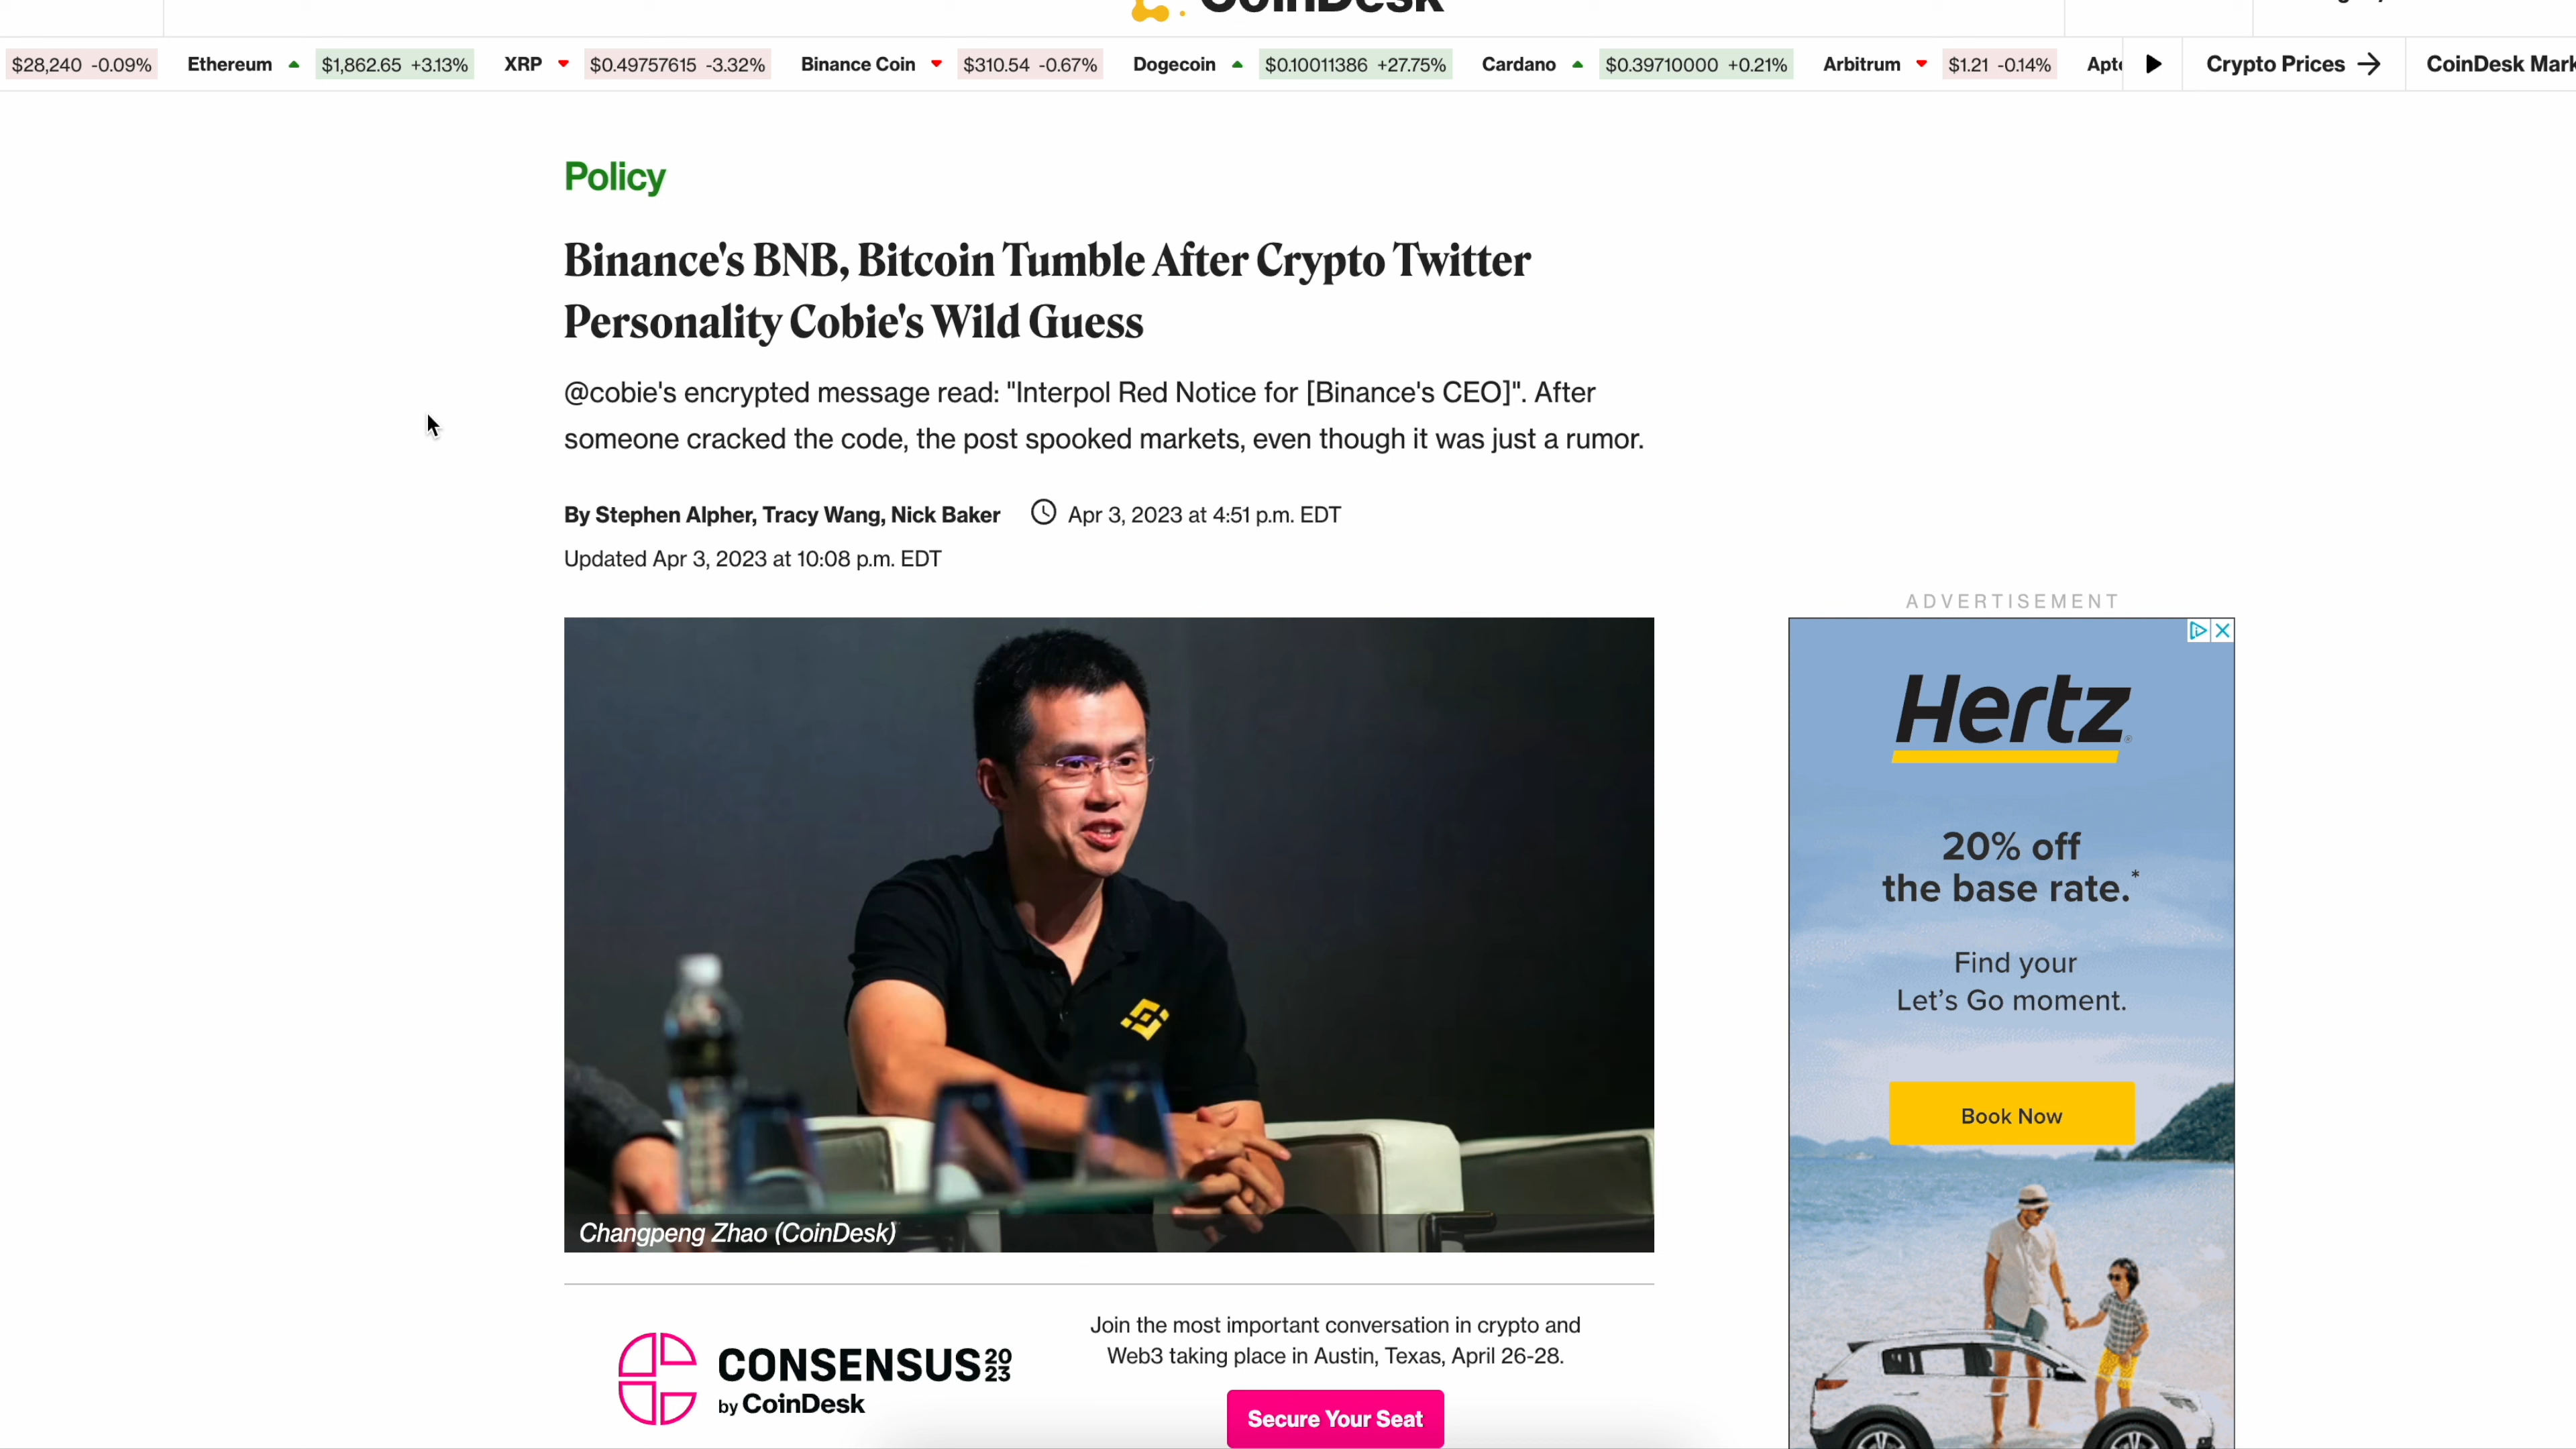 CoinDesk
$28,240 -0.09% Ethereum $1,862.65 +3.13% XRP $0.49757615 -3.32% Binance Coin $310.54 -0.67% Dogecoin $0.10011386 +27.75% Cardano $0.39710000 +0.21% Arbitrum $1.21 -0.14% Crypto Prices → CoinDesk
Policy
Binance's BNB, Bitcoin Tumble After Crypto Twitter
Personality Cobie's Wild Guess
@cobie's encrypted message read: "Interpol Red Notice for [Binance's CEO]". After
someone cracked the code, the post spooked markets, even though it was just a rumor.
By Stephen Alpher, Tracy Wang, Nick Baker Apr 3, 2023 at 4:51 p.m. EDT
Updated Apr 3, 2023 at 10:08 p.m. EDT
Changpeng Zhao (CoinDesk)
CONSENSUS 2023
by CoinDesk
Join the most important conversation in crypto and
Web3 taking place in Austin, Texas, April 26-28.
Secure Your Seat
ADVERTISEMENT
Hertz
20% off
the base rate.*
Find your
Let's Go moment.
Book Now